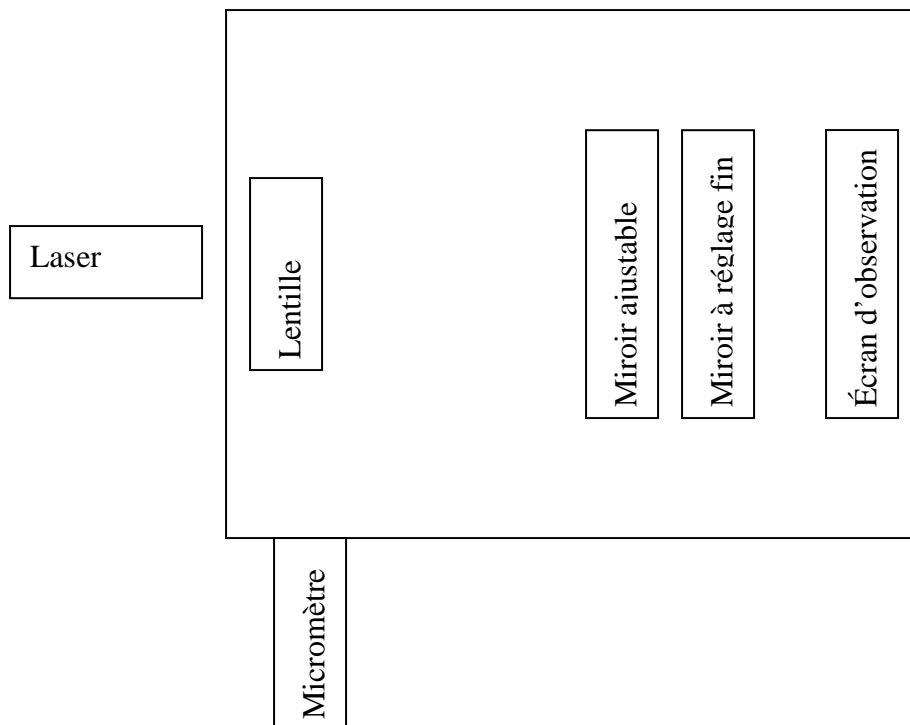 Laser
Lentille
Miroir ajustable
Miroir à réglage fin
Écran d'observation
Micromètre